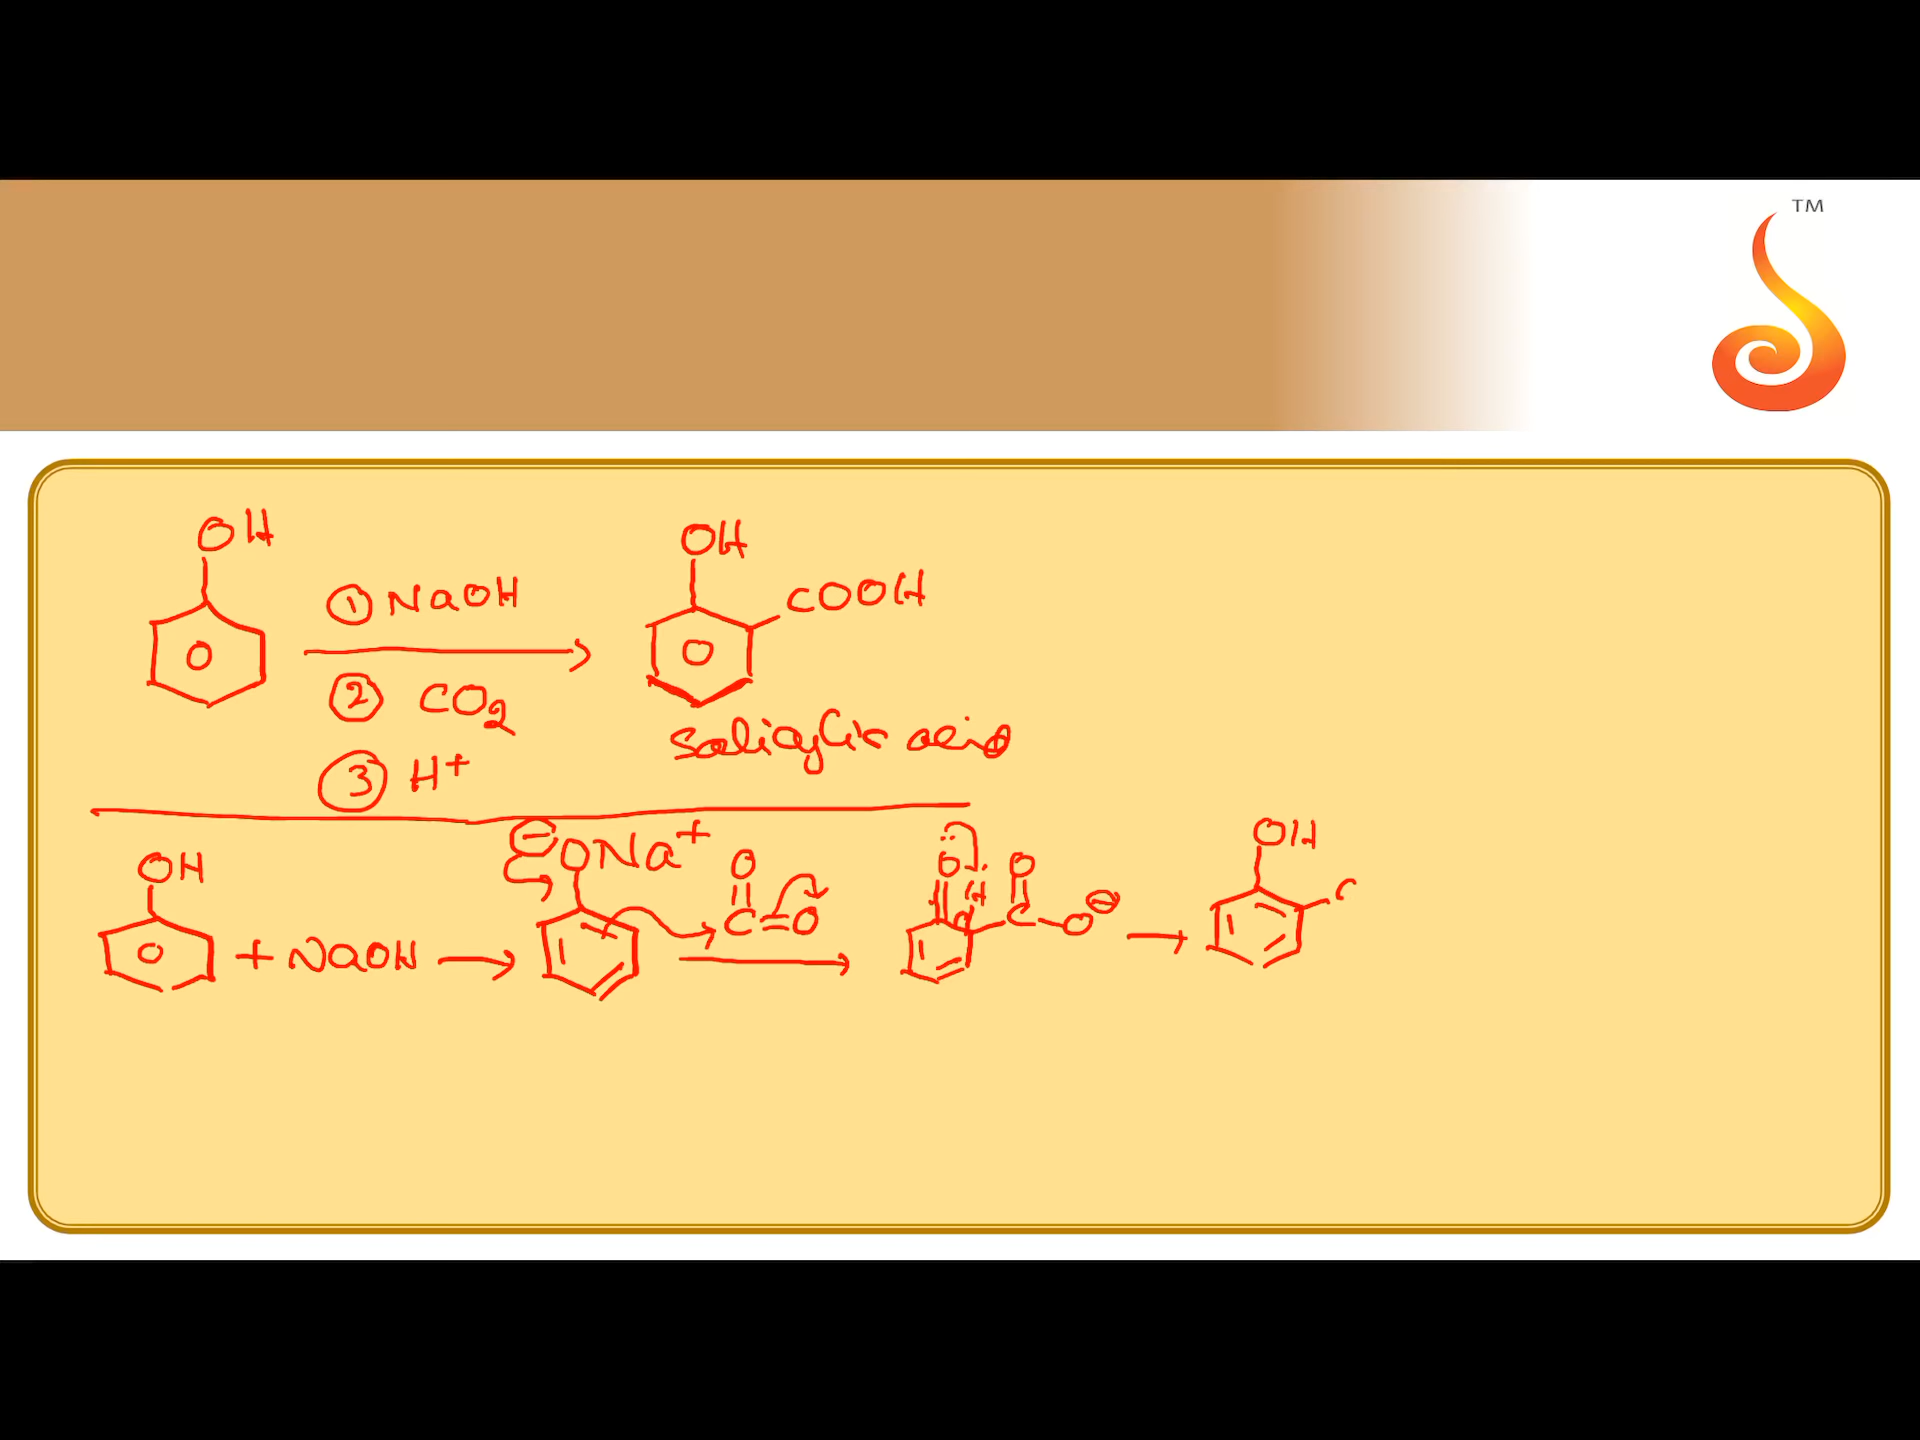 TM
OH
OH
① NaOH
COOH
② CO2
salicylic acid
③ H+
OH
⊖ONa+
O
O
O
OH
H
C=O
C-O⊖
C
+ NaOH